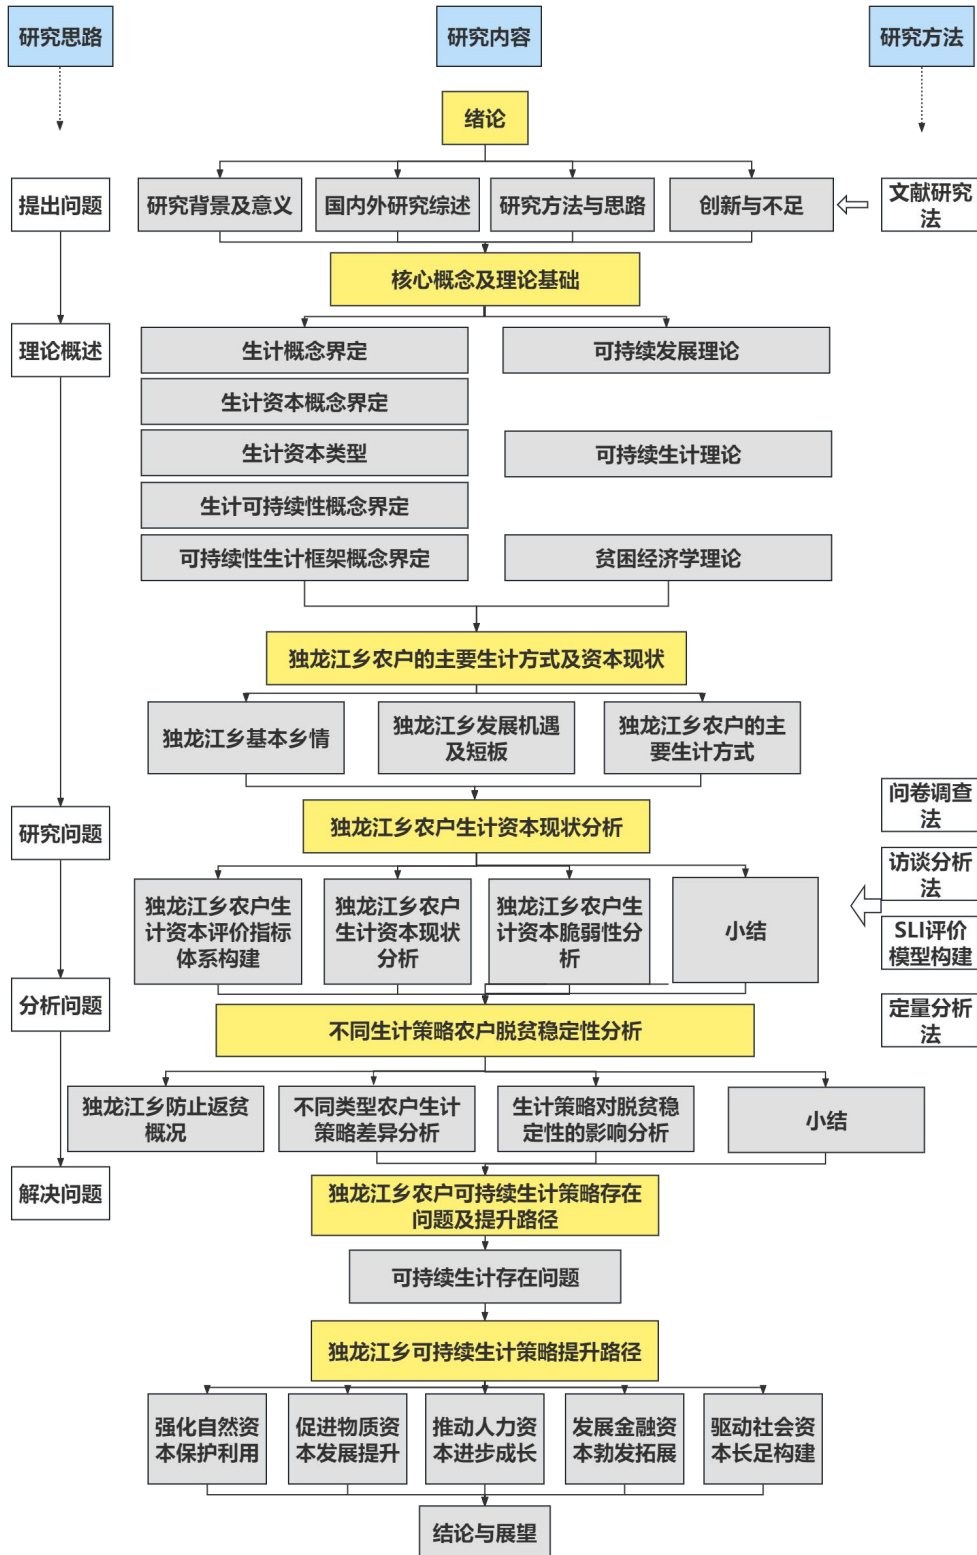 研究思路
研究内容
研究方法
绪论
提出问题
研究背景及意义
国内外研究综述
研究方法与思路
创新与不足
文献研究
法
核心概念及理论基础
理论概述
生计概念界定
可持续发展理论
生计资本概念界定
生计资本类型
可持续生计理论
生计可持续性概念界定
可持续性生计框架概念界定
贫困经济学理论
独龙江乡农户的主要生计方式及资本现状
独龙江乡基本乡情
独龙江乡发展机遇
及短板
独龙江乡农户的主
要生计方式
研究问题
独龙江乡农户生计资本现状分析
问卷调查
法
访谈分析
法
SLI评价
模型构建
定量分析
法
独龙江乡农户生
计资本评价指标
体系构建
独龙江乡农户
生计资本现状
分析
独龙江乡农户生
计资本脆弱性分
析
小结
分析问题
不同生计策略农户脱贫稳定性分析
独龙江乡防止返贫
概况
不同类型农户生计
策略差异分析
生计策略对脱贫稳
定性的影响分析
小结
解决问题
独龙江乡农户可持续生计策略存在
问题及提升路径
可持续生计存在问题
独龙江乡可持续生计策略提升路径
强化自然资
本保护利用
促进物质资
本发展提升
推动人力资
本进步成长
发展金融资
本勃发拓展
驱动社会资
本长足构建
结论与展望